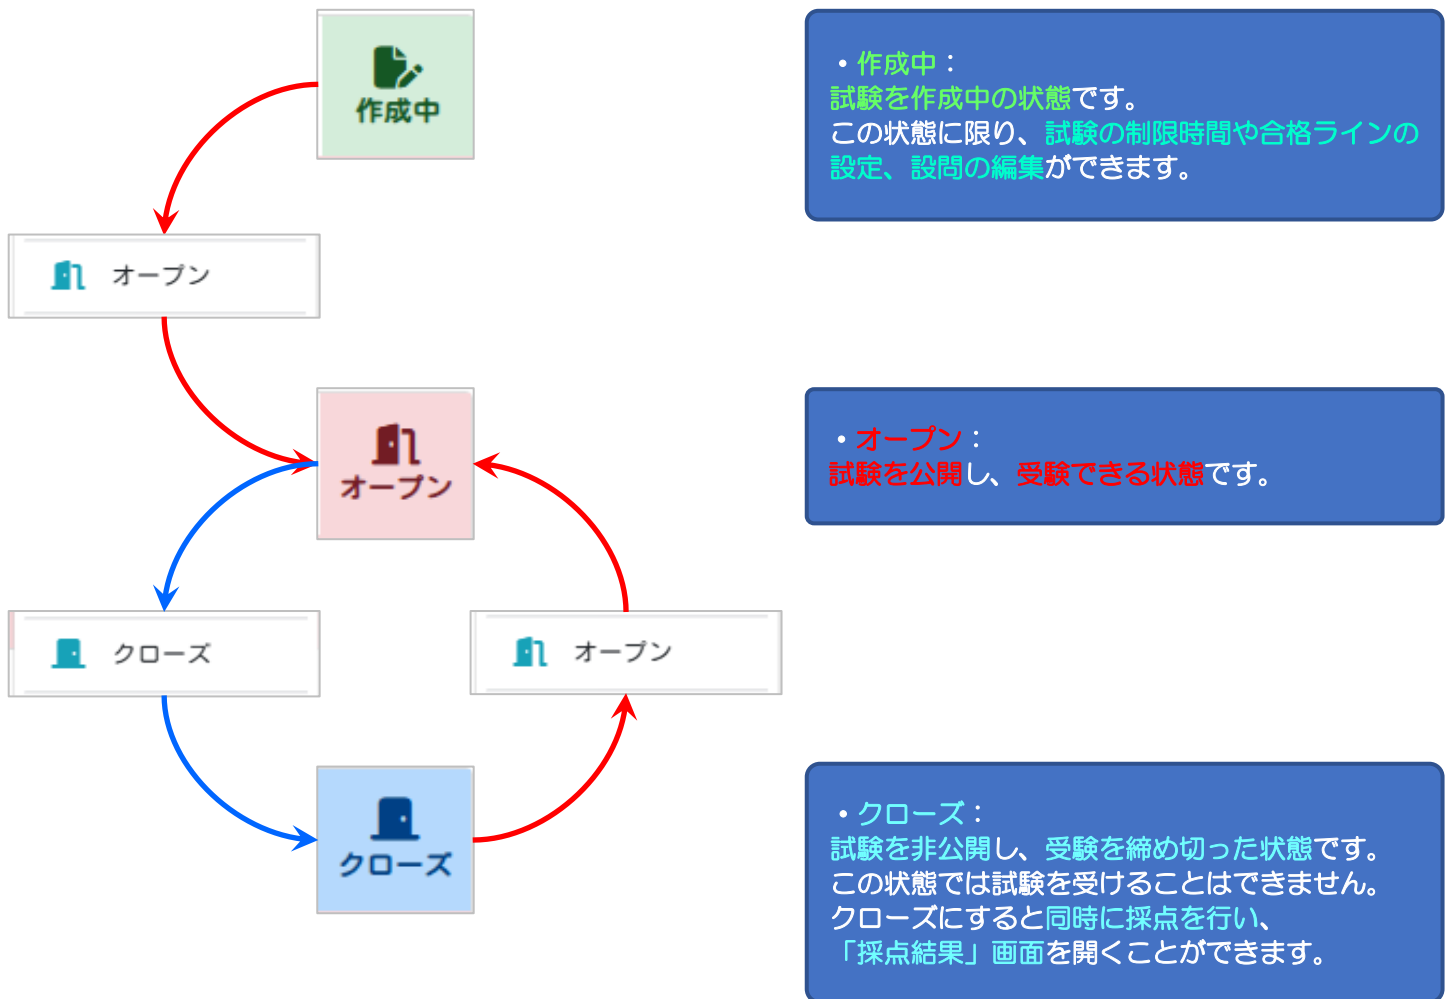 作成中
・作成中：
試験を作成中の状態です。
この状態に限り、試験の制限時間や合格ラインの
設定、設問の編集ができます。
オープン
オープン
・オープン：
試験を公開し、受験できる状態です。
クローズ
オープン
クローズ
・クローズ：
試験を非公開し、受験を締め切った状態です。
この状態では試験を受けることはできません。
クローズにすると同時に採点を行い、
「採点結果」画面を開くことができます。